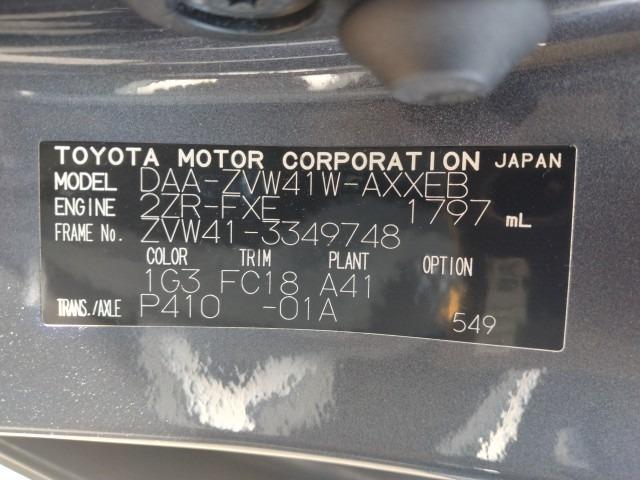 TOYOTA MOTOR CORPORATION JAPAN
MODEL DAA-ZVW41W-AXXEB
ENGINE 2ZR-FXE 1797 mL
FRAME No. ZVW41-3349748
COLOR TRIM PLANT OPTION
1G3 FC18 A41
TRANS./AXLE P410 -01A
549